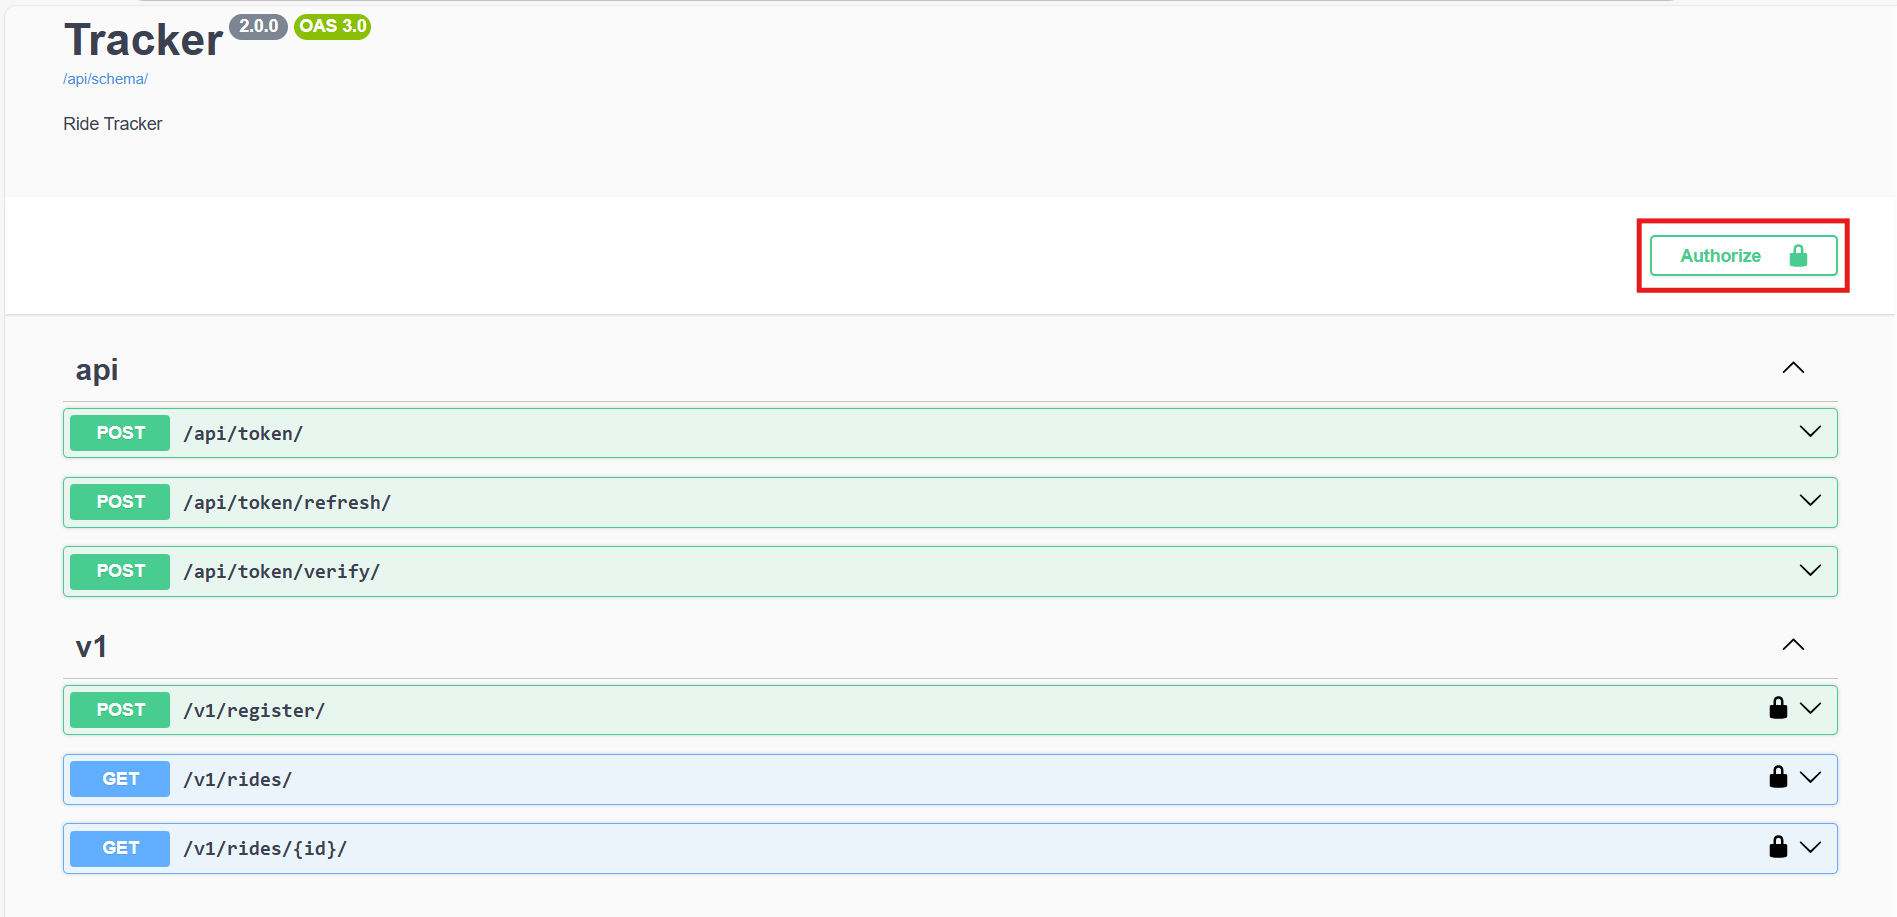 Tracker 2.0.0 OAS 3.0
/api/schema/
Ride Tracker
Authorize
api
POST /api/token/
POST /api/token/refresh/
POST /api/token/verify/
v1
POST /v1/register/
GET /v1/rides/
GET /v1/rides/{id}/